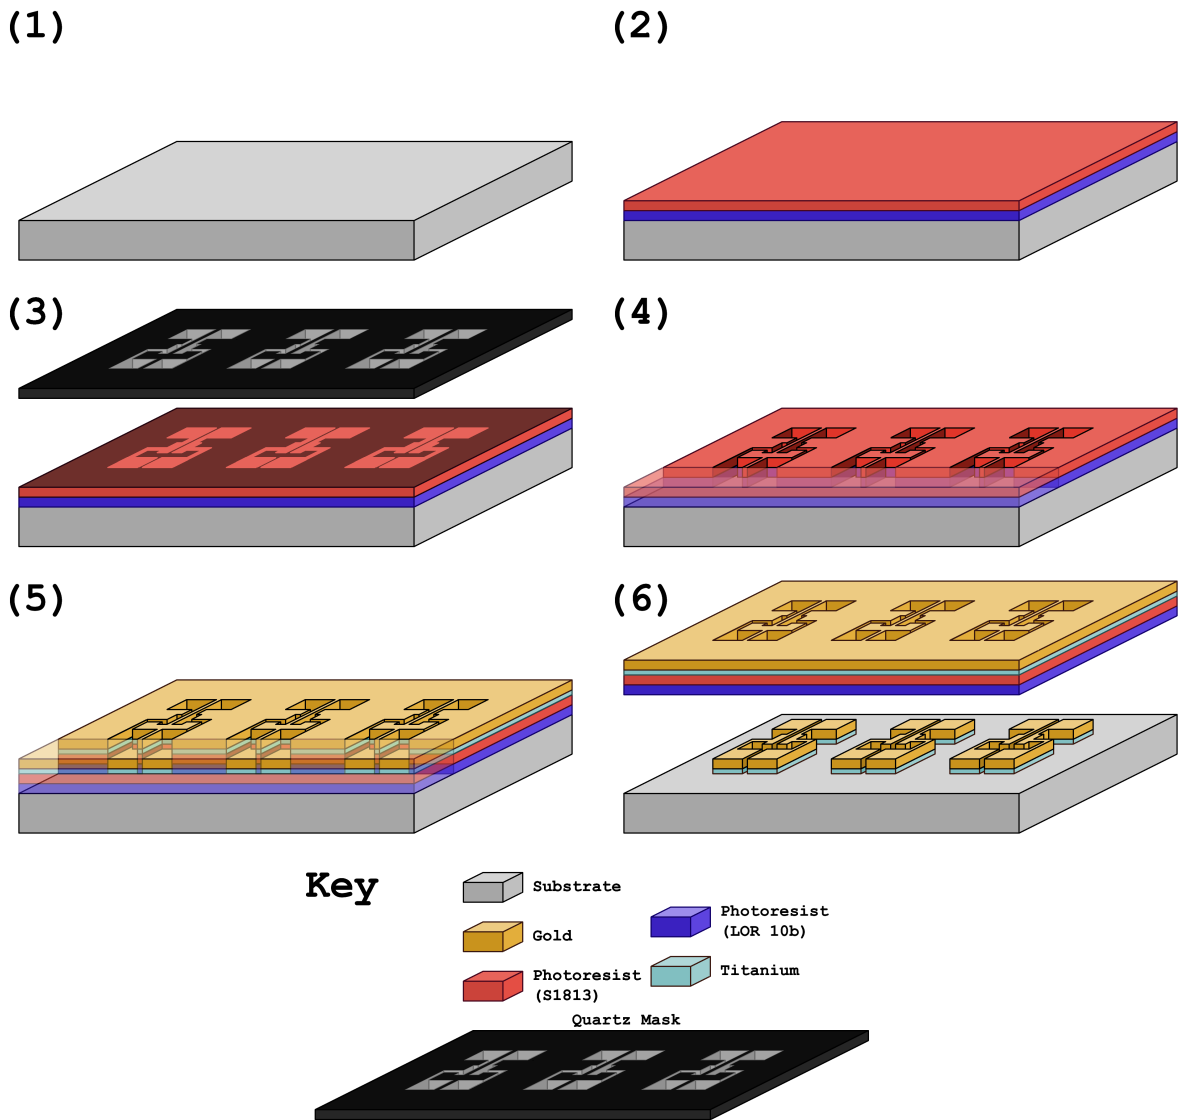 (1)
(2)
(3)
(4)
(5)
(6)
Key
Substrate
Gold
Photoresist
(S1813)
Photoresist
(LOR 10b)
Titanium
Quartz Mask